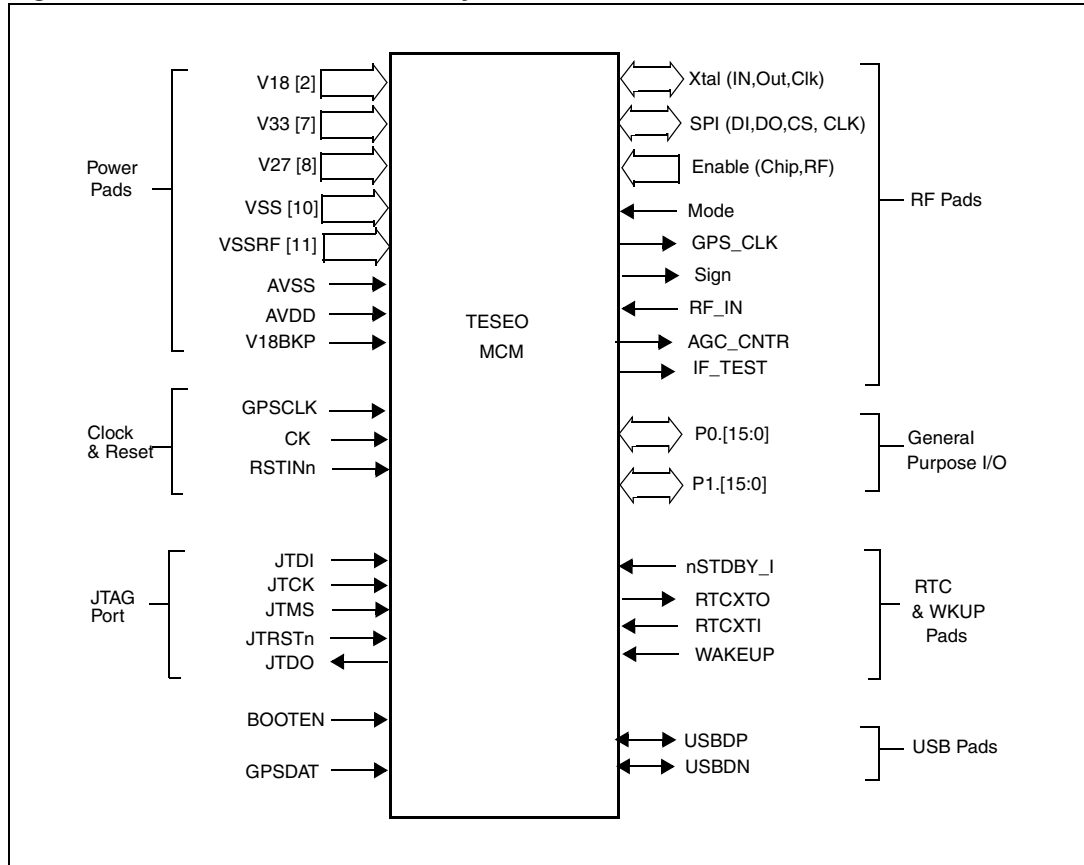 Power
Pads
V18 [2]
V33 [7]
V27 [8]
VSS [10]
VSSRF [11]
AVSS
AVDD
V18BKP
Clock
& Reset
GPSCLK
CK
RSTINn
JTAG
Port
JTDI
JTCK
JTMS
JTRSTn
JTDO
BOOTEN
GPSDAT
TESEO
MCM
Xtal (IN,Out,Clk)
SPI (DI,DO,CS, CLK)
Enable (Chip,RF)
Mode
GPS_CLK
Sign
RF_IN
AGC_CNTR
IF_TEST
RF Pads
P0.[15:0]
P1.[15:0]
General
Purpose I/O
nSTDBY_I
RTCXTO
RTCXTI
WAKEUP
RTC
& WKUP
Pads
USBDP
USBDN
USB Pads